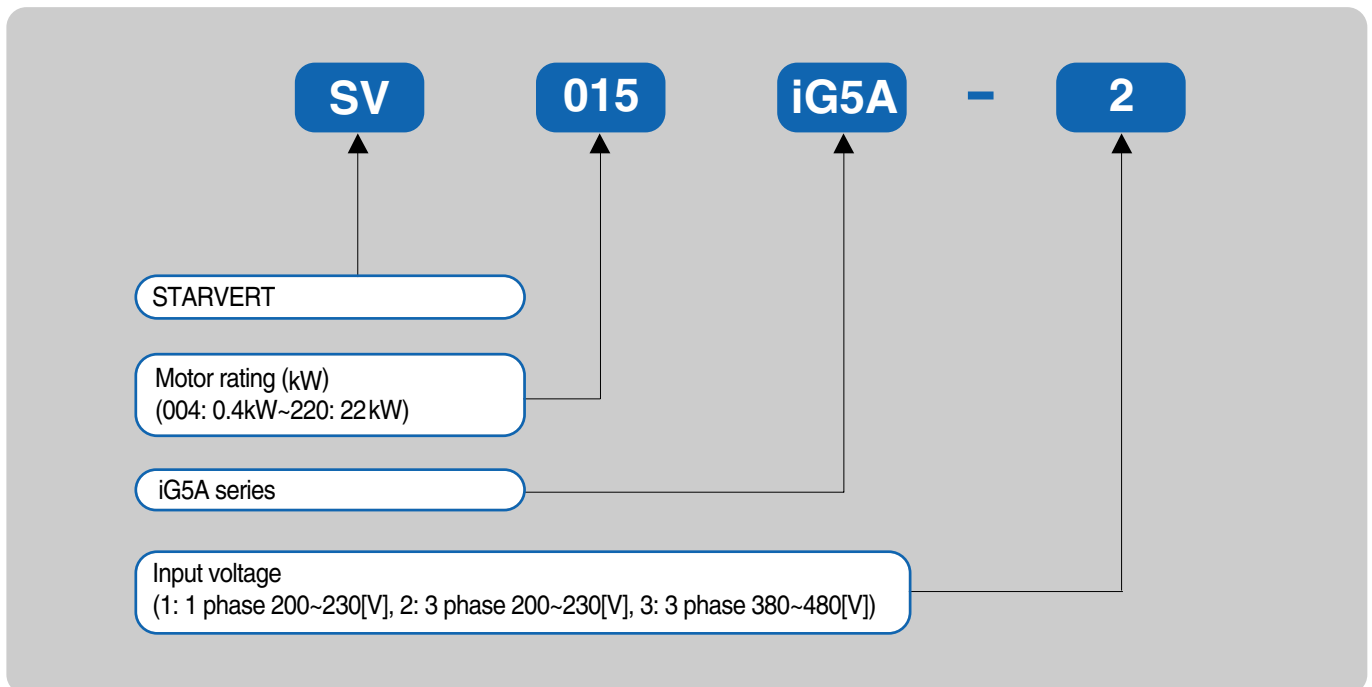 SV 015 iG5A - 2
STARVERT
Motor rating (kW)
(004: 0.4kW~220: 22kW)
iG5A series
Input voltage
(1: 1 phase 200~230[V], 2: 3 phase 200~230[V], 3: 3 phase 380~480[V])